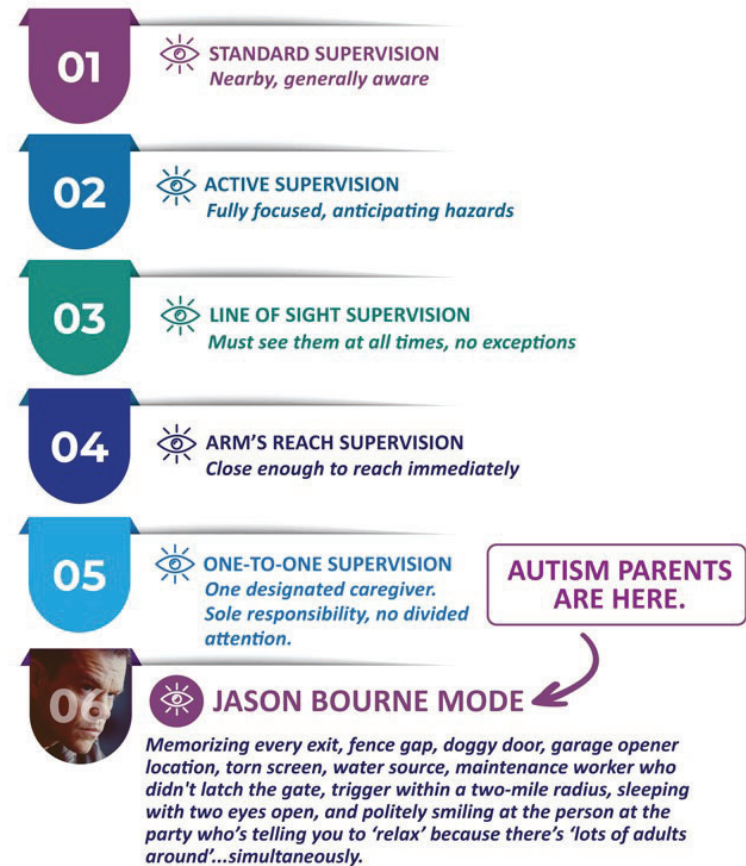 01
STANDARD SUPERVISION
Nearby, generally aware
02
ACTIVE SUPERVISION
Fully focused, anticipating hazards
03
LINE OF SIGHT SUPERVISION
Must see them at all times, no exceptions
04
ARM’S REACH SUPERVISION
Close enough to reach immediately
05
ONE-TO-ONE SUPERVISION
One designated caregiver.
Sole responsibility, no divided
attention.
AUTISM PARENTS
ARE HERE.
06
JASON BOURNE MODE
Memorizing every exit, fence gap, doggy door, garage opener
location, torn screen, water source, maintenance worker who
didn't latch the gate, trigger within a two-mile radius, sleeping
with two eyes open, and politely smiling at the person at the
party who’s telling you to ‘relax’ because there’s ‘lots of adults
around’...simultaneously.